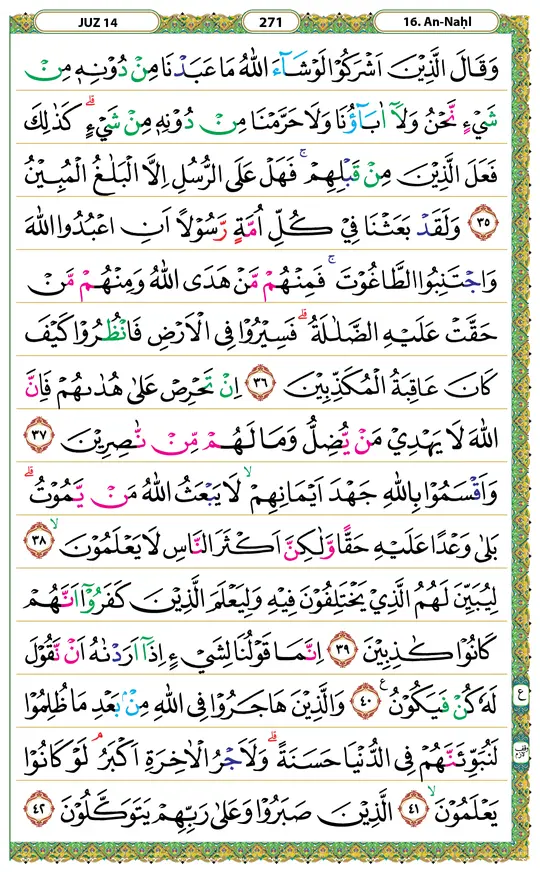 JUZ 14
271
16. An-Naḥl
وَقَالَ الَّذِيْنَ اَشْرَكُوْا لَوْ شَآءَ اللّٰهُ مَا عَبَدْنَا مِنْ دُوْنِهٖ مِنْ
شَيْءٍ نَّحْنُ وَلَآ اٰبَآؤُنَا وَلَا حَرَّمْنَا مِنْ دُوْنِهٖ مِنْ شَيْءٍ ۗ كَذٰلِكَ
فَعَلَ الَّذِيْنَ مِنْ قَبْلِهِمْ ۚ فَهَلْ عَلَى الرُّسُلِ اِلَّا الْبَلٰغُ الْمُبِيْنُ
٣٥ وَلَقَدْ بَعَثْنَا فِيْ كُلِّ اُمَّةٍ رَّسُوْلًا اَنِ اعْبُدُوا اللّٰهَ
وَاجْتَنِبُوا الطَّاغُوْتَ ۚ فَمِنْهُمْ مَّنْ هَدَى اللّٰهُ وَمِنْهُمْ مَّنْ
حَقَّتْ عَلَيْهِ الضَّلٰلَةُ ۗ فَسِيْرُوْا فِى الْاَرْضِ فَانْظُرُوْا كَيْفَ
كَانَ عَاقِبَةُ الْمُكَذِّبِيْنَ ٣٦ اِنْ تَحْرِصْ عَلٰى هُدٰىهُمْ فَاِنَّ
اللّٰهَ لَا يَهْدِيْ مَنْ يُّضِلُّ وَمَا لَهُمْ مِّنْ نّٰصِرِيْنَ ٣٧
وَاَقْسَمُوْا بِاللّٰهِ جَهْدَ اَيْمَانِهِمْ ۙ لَا يَبْعَثُ اللّٰهُ مَنْ يَّمُوْتُ ۗ
بَلٰى وَعْدًا عَلَيْهِ حَقًّا وَّلٰكِنَّ اَكْثَرَ النَّاسِ لَا يَعْلَمُوْنَ ۙ ٣٨
لِيُبَيِّنَ لَهُمُ الَّذِيْ يَخْتَلِفُوْنَ فِيْهِ وَلِيَعْلَمَ الَّذِيْنَ كَفَرُوْٓا اَنَّهُمْ
كَانُوْا كٰذِبِيْنَ ٣٩ اِنَّمَا قَوْلُنَا لِشَيْءٍ اِذَآ اَرَدْنٰهُ اَنْ نَّقُوْلَ
لَهٗ كُنْ فَيَكُوْنُ ࣖ ٤٠ وَالَّذِيْنَ هَاجَرُوْا فِى اللّٰهِ مِنْۢ بَعْدِ مَا ظُلِمُوْا
لَنُبَوِّئَنَّهُمْ فِى الدُّنْيَا حَسَنَةً ۗ وَلَاَجْرُ الْاٰخِرَةِ اَكْبَرُ ۘ لَوْ كَانُوْا
يَعْلَمُوْنَ ۙ ٤١ الَّذِيْنَ صَبَرُوْا وَعَلٰى رَبِّهِمْ يَتَوَكَّلُوْنَ ٤٢
ع